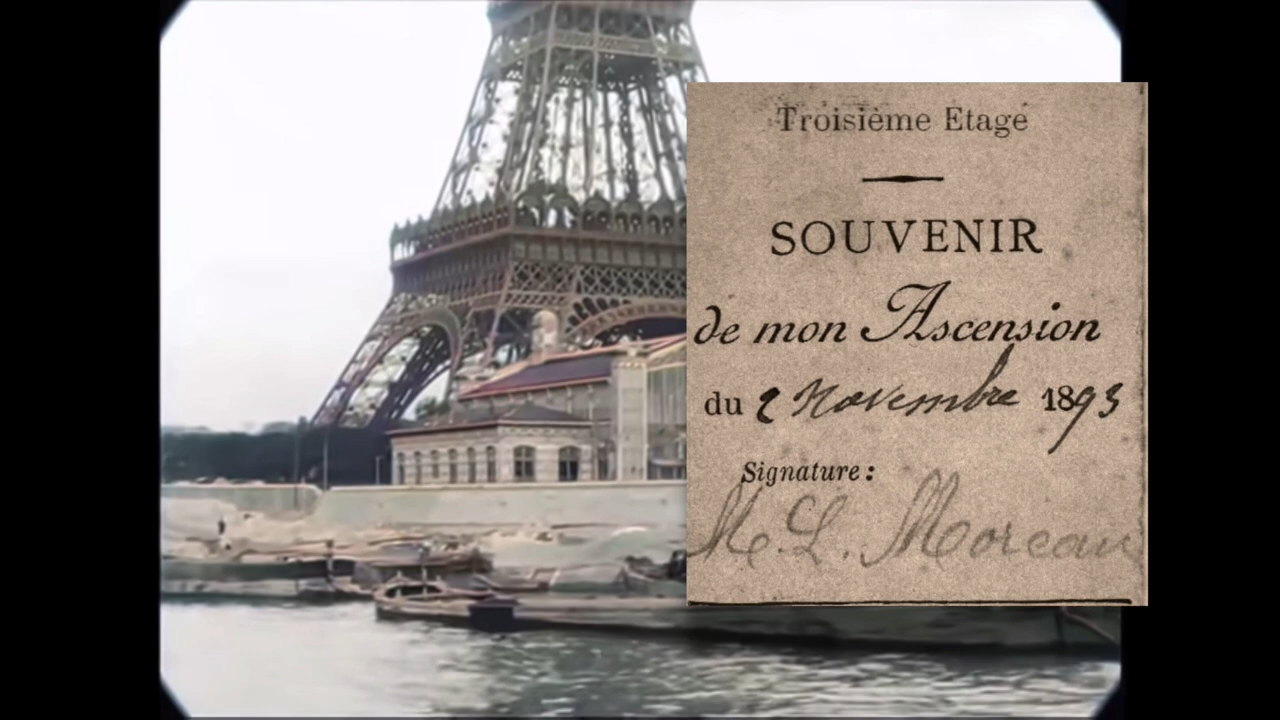 Troisième Etage
SOUVENIR
de mon Ascension
du 2 Novembre 1893
Signature:
M. L. Moreau